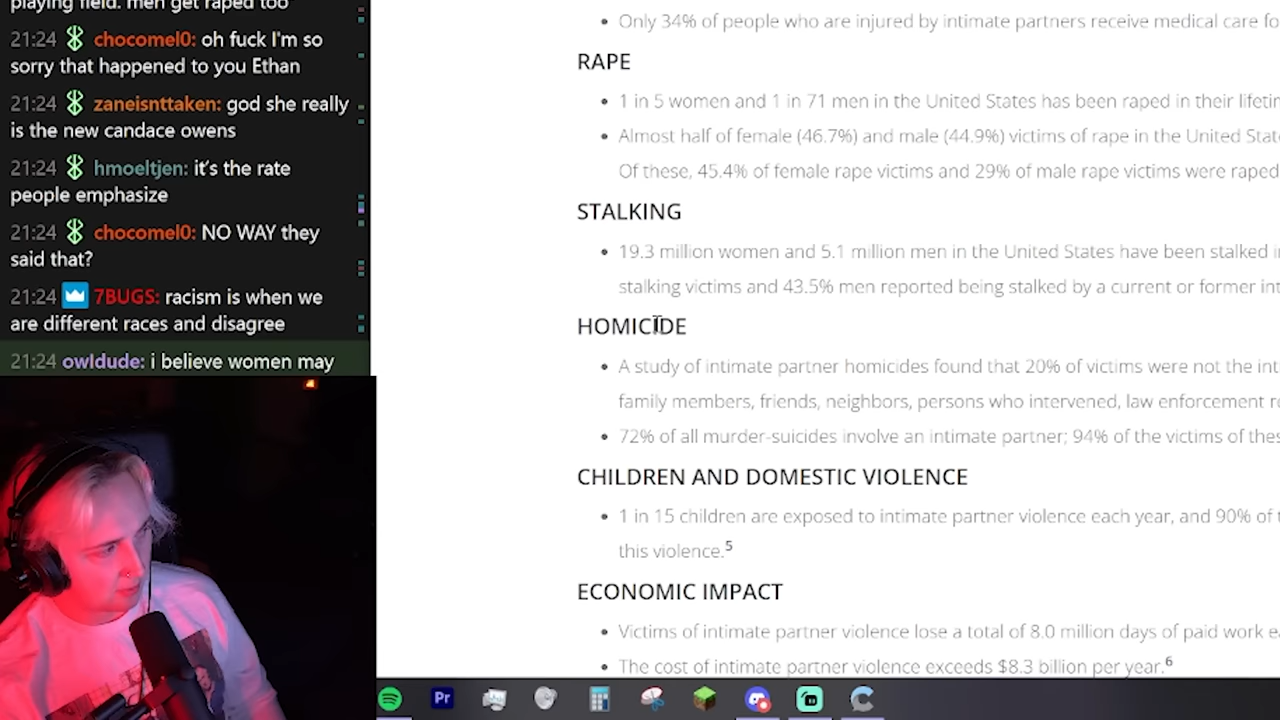 playing field. men get raped too
21:24 chocomel0: oh fuck I'm so
sorry that happened to you Ethan
21:24 zaneisnttaken: god she really
is the new candace owens
21:24 hmoeltjen: it's the rate
people emphasize
21:24 chocomel0: NO WAY they
said that?
21:24 7BUGS: racism is when we
are different races and disagree
21:24 owldude: i believe women may
Only 34% of people who are injured by intimate partners receive medical care
RAPE
1 in 5 women and 1 in 71 men in the United States has been raped in their
Almost half of female (46.7%) and male (44.9%) victims of rape in the United
Of these, 45.4% of female rape victims and 29% of male rape victims were raped
STALKING
19.3 million women and 5.1 million men in the United States have been stalked
stalking victims and 43.5% men reported being stalked by a current or former
HOMICIDE
A study of intimate partner homicides found that 20% of victims were not the
family members, friends, neighbors, persons who intervened, law enforcement
72% of all murder-suicides involve an intimate partner; 94% of the victims of
CHILDREN AND DOMESTIC VIOLENCE
1 in 15 children are exposed to intimate partner violence each year, and 90% of
this violence.5
ECONOMIC IMPACT
Victims of intimate partner violence lose a total of 8.0 million days of paid work
The cost of intimate partner violence exceeds $8.3 billion per year.6
Pr